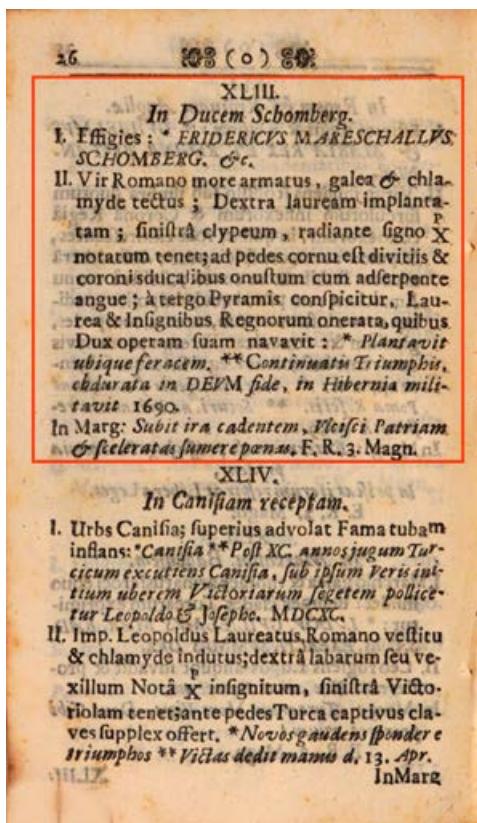 26 (o)
XLIII.
In Ducem Schomberg.
I. Effigies: * FRIDERICVS MARESCHALLVS
SCHOMBERG. &c.
II. Vir Romano more armatus, galea & chla-
myde tectus; Dextra lauream implanta-
tam; sinistrâ clypeum, radiante signo P X
notatum tenet; ad pedes cornu est divitiis &
coronis ducalibus onustum cum adserpente
angue; à tergo Pyramis conspicitur, Lau-
rea & Insignibus Regnorum onerata, quibus
Dux operam suam navavit: * Plantavit
ubique feracem. ** Continuatis Triumphis,
obdurata in DEVM fide, in Hibernia mili-
tavit 1690.
In Marg: Subit ira cadentem, Vlcisci Patriam
& sceleratas sumere pœnas. F. R. 3. Magn.
XLIV.
In Canisiam receptam.
I. Urbs Canisia; superius advolat Fama tubam
inflans: * Canisia ** Post XC. annos jugum Tur-
cicum excutiens Canisia, sub ipsum Veris ini-
tium uberem Victoriarum segetem pollice-
tur Leopoldo & Josepho. MDCXC.
II. Imp. Leopoldus Laureatus, Romano vestitu
& chlamyde indutus; dextrâ labarum seu ve-
xillum Notâ P X insignitum, sinistrâ Victo-
riolam tenet; ante pedes Turca captivus cla-
ves supplex offert. * Novos gaudens spondere
triumphos ** Victas dedit manus d. 13. Apr.
In Marg